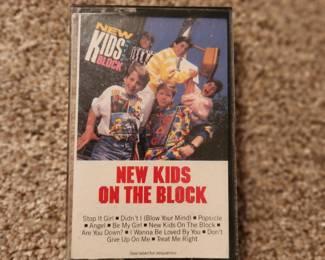 NEW
KIDS
BLOCK
NEW KIDS
ON THE BLOCK
Stop It Girl ■ Didn't I (Blow Your Mind) ■ Popsicle
■ Angel ■ Be My Girl ■ New Kids On The Block ■
Are You Down? ■ I Wanna Be Loved By You ■ Don't
Give Up On Me ■ Treat Me Right